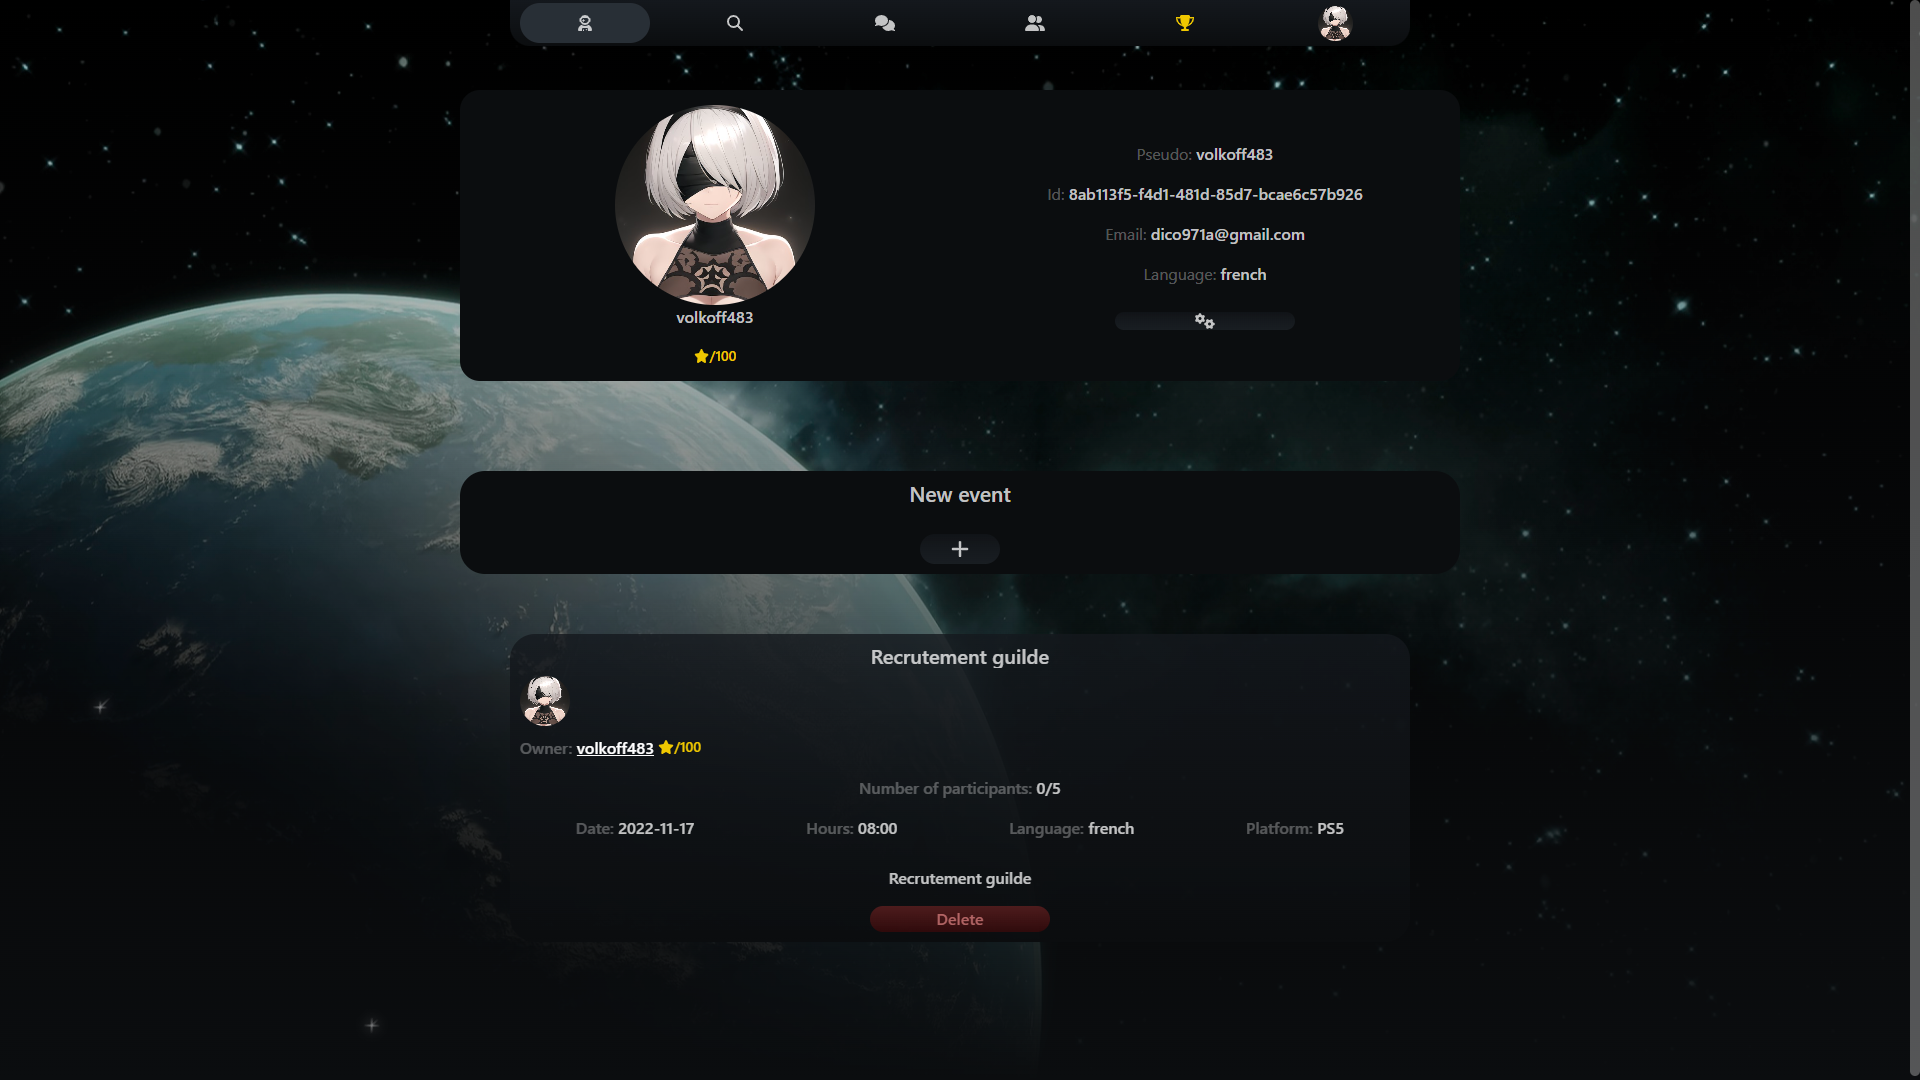 volkoff483
/100
Pseudo: volkoff483
Id: 8ab113f5-f4d1-481d-85d7-bcae6c57b926
Email: dico971a@gmail.com
Language: french
New event
+
Recrutement guilde
Owner: volkoff483 /100
Number of participants: 0/5
Date: 2022-11-17 Hours: 08:00 Language: french Platform: PS5
Recrutement guilde
Delete